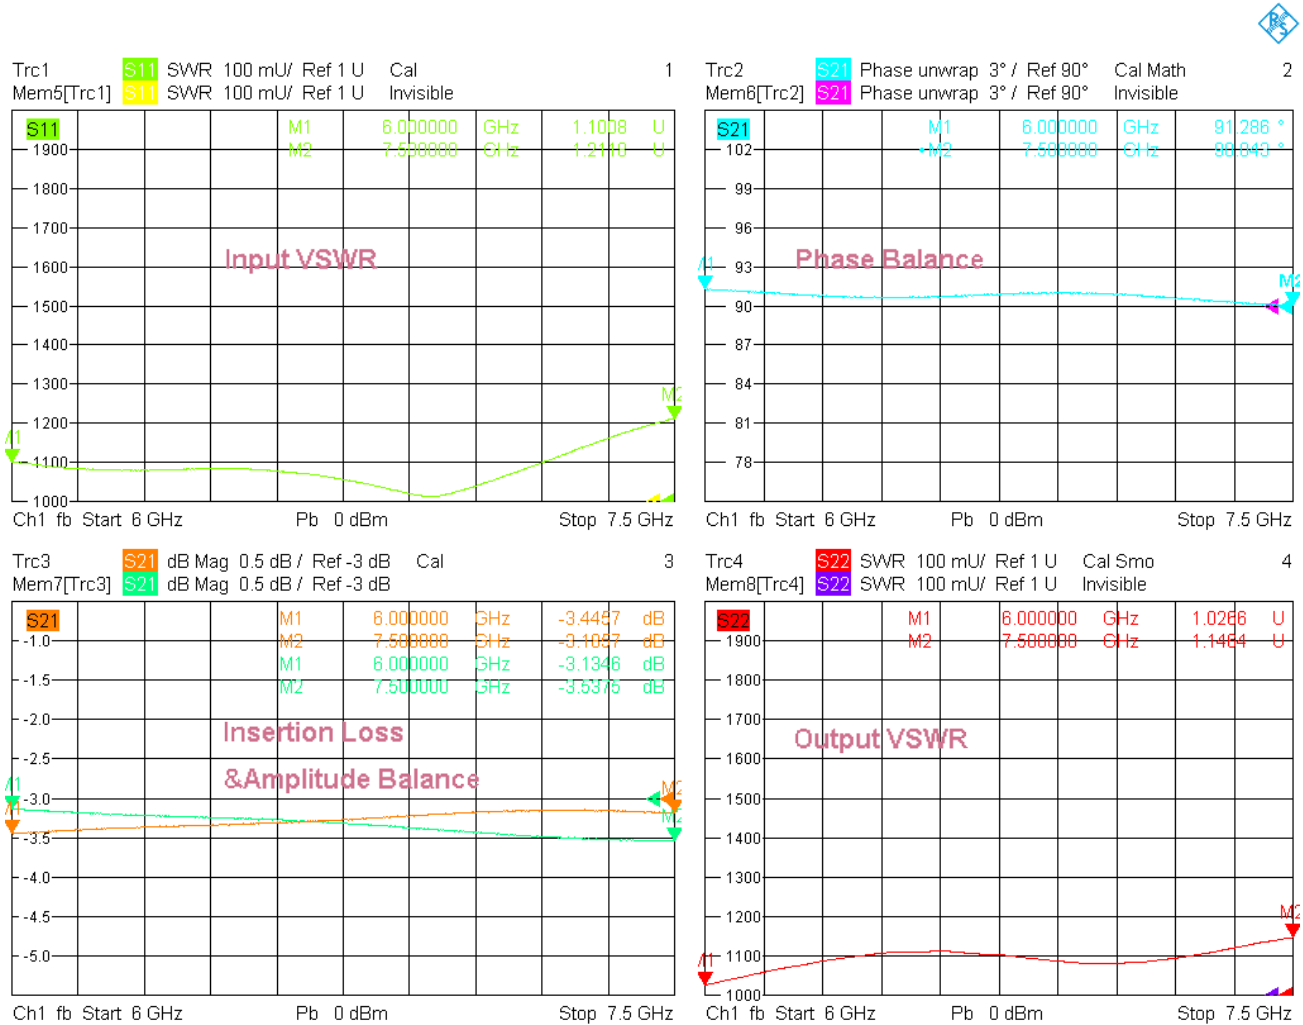 Trc1 S11 SWR 100 mU/ Ref 1 U Cal 1
Mem5[Trc1] S11 SWR 100 mU/ Ref 1 U Invisible
S11
M1 6.000000 GHz 1.1008 U
M2 7.500000 GHz 1.2110 U
1900
1800
1700
Input VSWR
1600
1500
1400
1300
M2
1200
1100
1000
Ch1 fb Start 6 GHz Pb 0 dBm Stop 7.5 GHz
Trc2 S21 Phase unwrap 3° / Ref 90° Cal Math 2
Mem6[Trc2] S21 Phase unwrap 3° / Ref 90° Invisible
S21
M1 6.000000 GHz 91.286 °
•M2 7.500000 GHz 90.043 °
102
99
96
Phase Balance
93
M2
90
87
84
81
78
Ch1 fb Start 6 GHz Pb 0 dBm Stop 7.5 GHz
Trc3 S21 dB Mag 0.5 dB / Ref -3 dB Cal 3
Mem7[Trc3] S21 dB Mag 0.5 dB / Ref -3 dB
S21
M1 6.000000 GHz -3.4457 dB
M2 7.500000 GHz dB
M1 6.000000 GHz -3.1346 dB
M2 7.500000 GHz -3.5375 dB
-1.0
-1.5
-2.0
Insertion Loss
-2.5
&Amplitude Balance
-3.0
M2
M2
-3.5
-4.0
-4.5
-5.0
Ch1 fb Start 6 GHz Pb 0 dBm Stop 7.5 GHz
Trc4 S22 SWR 100 mU/ Ref 1 U Cal Smo 4
Mem8[Trc4] S22 SWR 100 mU/ Ref 1 U Invisible
S22
M1 6.000000 GHz 1.0266 U
M2 7.500000 GHz 1.1464 U
1900
1800
1700
Output VSWR
1600
1500
1400
1300
1200
M2
1100
1000
Ch1 fb Start 6 GHz Pb 0 dBm Stop 7.5 GHz